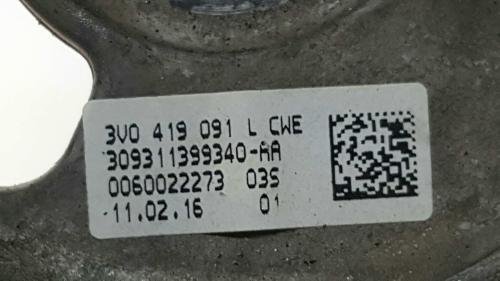 3V0 419 091 L CWE
309311399340-AA
0060022273 03S
11.02.16 01